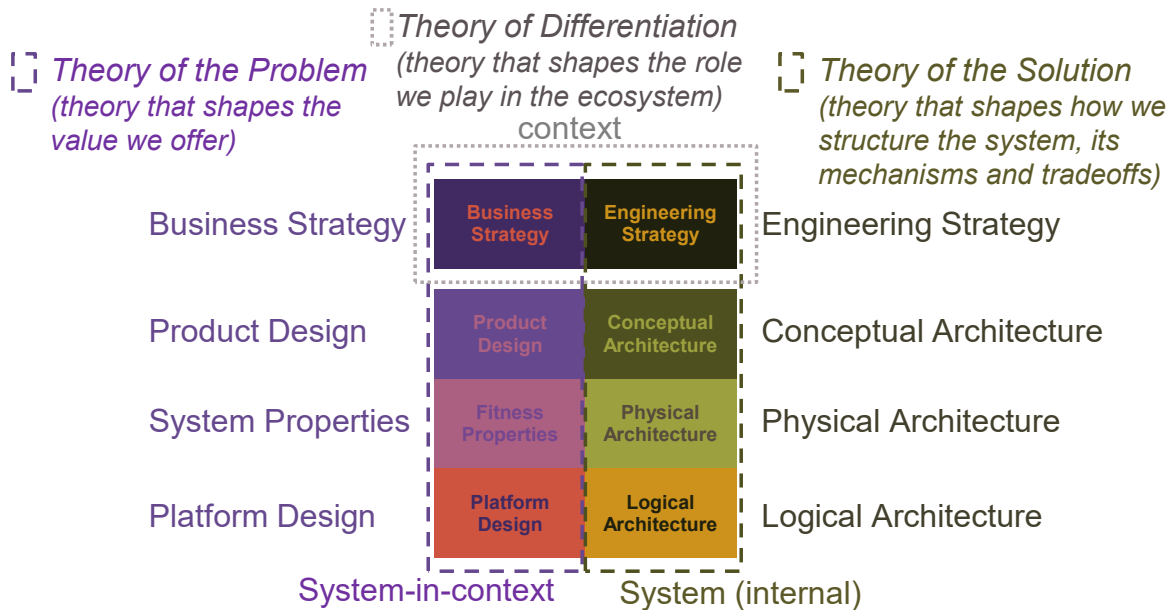 Theory of Differentiation
(theory that shapes the role
we play in the ecosystem)
context
Theory of the Problem
(theory that shapes the
value we offer)
Theory of the Solution
(theory that shapes how we
structure the system, its
mechanisms and tradeoffs)
Business Strategy
Business
Strategy
Engineering
Strategy
Engineering Strategy
Product Design
Product
Design
Conceptual
Architecture
Conceptual Architecture
System Properties
Fitness
Properties
Physical
Architecture
Physical Architecture
Platform Design
Platform
Design
Logical
Architecture
Logical Architecture
System-in-context
System (internal)